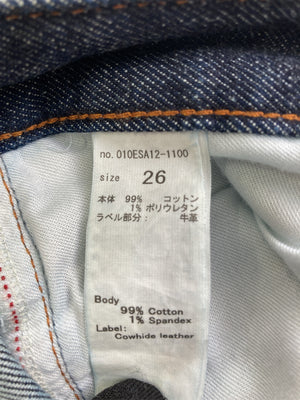 no. 010ESA12-1100
size 26
本体 99% コットン
1% ポリウレタン
ラベル部分： 牛革
Body
99% Cotton
1% Spandex
Label:
Cowhide leather